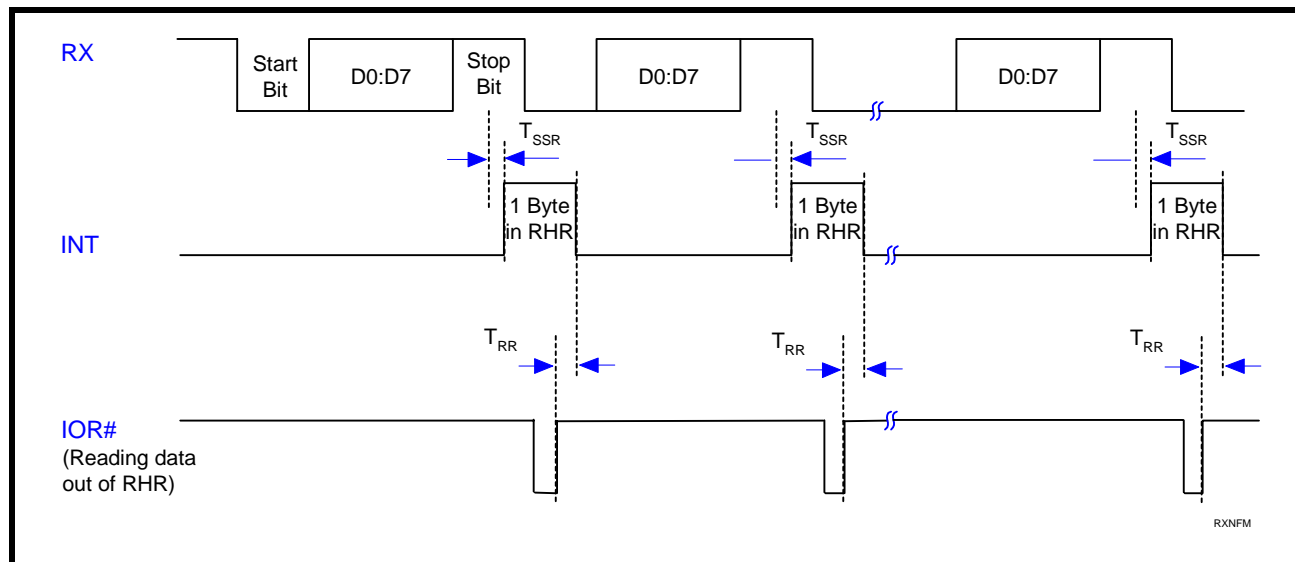 RX
Start
Bit
D0:D7
Stop
Bit
D0:D7
D0:D7
TSSR
TSSR
TSSR
INT
1 Byte
in RHR
1 Byte
in RHR
1 Byte
in RHR
TRR
TRR
TRR
IOR#
(Reading data
out of RHR)
RXNFM